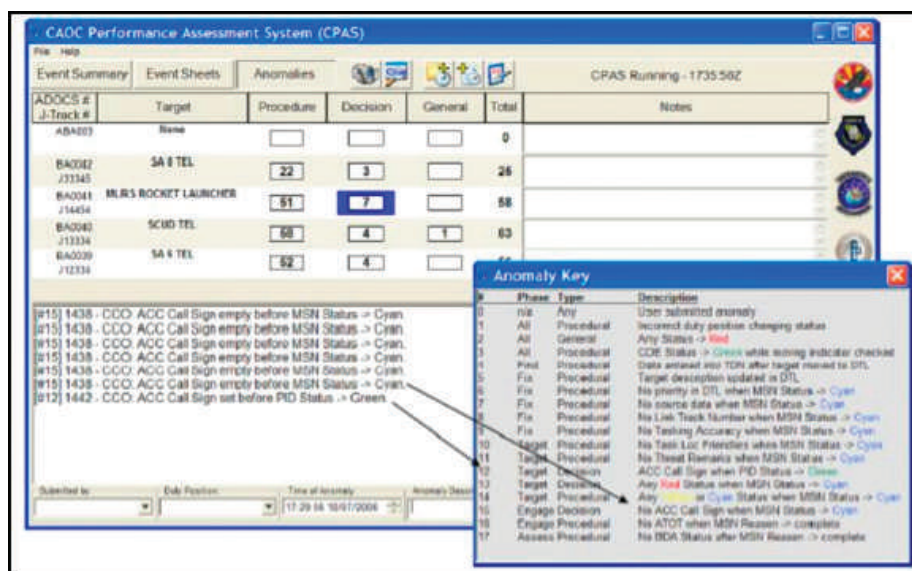 CAOC Performance Assessment System (CPAS)
File Help
Event Summary Event Sheets Anomalies CPAS Running - 1735:58Z
ADOCS #
J-Track # Target Procedure Decision General Total Notes
ABA003 None 0
BA0042 SA 8 TEL 22 3
J33345
BA0041 MLRS ROCKET LAUNCHER 51 7 58
J14454
BA0040 SCUD TEL 4 1 63
J13334
BA0039 SA 6 TEL 52 4
J12334
[#15] 1438 - CCO: ACC Call Sign empty before MSN Status -> Cyan.
[#15] 1438 - CCO: ACC Call Sign empty before MSN Status -> Cyan.
[#15] 1438 - CCO: ACC Call Sign empty before MSN Status -> Cyan.
[#15] 1438 - CCO: ACC Call Sign empty before MSN Status -> Cyan.
[#15] 1438 - CCO: ACC Call Sign empty before MSN Status -> Cyan.
[#15] 1438 - CCO: ACC Call Sign empty before MSN Status -> Cyan.
[#12] 1442 - CCO: ACC Call Sign set before PID Status -> Green.
Submitted by Duty Position Time of Anomaly Anomaly
10/07/2006
Anomaly Key
# Phase Type Description
0 n/a Any User submitted anomaly
1 All Procedural Incorrect duty position changing status
2 All General Any Status -> Red
3 All Procedural CDE Status -> Green while moving indicator checked
4 Find Procedural Data entered into TDN after target moved to DTL
5 Fix Procedural Target description updated in DTL
6 Fix Procedural No priority in DTL when MSN Status -> Cyan
7 Fix Procedural No source data when MSN Status -> Cyan
8 Fix Procedural No Link Track Number when MSN Status -> Cyan
9 Fix Procedural No Tasking Accuracy when MSN Status -> Cyan
10 Target Procedural No Task Loc Friendlies when MSN Status -> Cyan
11 Target Procedural No Threat Remarks when MSN Status -> Cyan
12 Target Decision ACC Call Sign when PID Status -> Green
13 Target Decision Any Red Status when MSN Status -> Cyan
14 Target Procedural Any Yellow or Cyan Status when MSN Status -> Cyan
15 Engage Decision No ACC Call Sign when MSN Status -> Cyan
16 Engage Procedural No ATOT when MSN Reason -> complete
17 Assess Procedural No BDA Status after MSN Reason -> complete